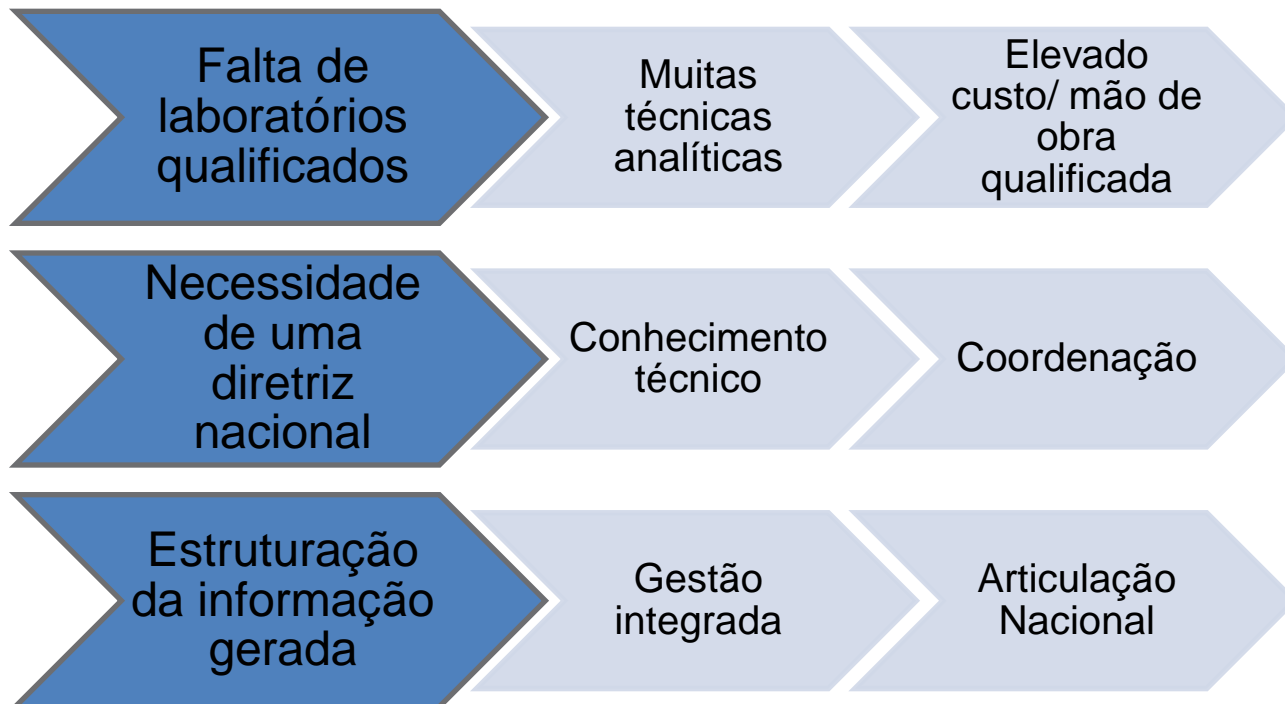 Falta de
laboratórios
qualificados
Muitas
técnicas
analíticas
Elevado
custo/ mão de
obra
qualificada
Necessidade
de uma
diretriz
nacional
Conhecimento
técnico
Coordenação
Estruturação
da informação
gerada
Gestão
integrada
Articulação
Nacional